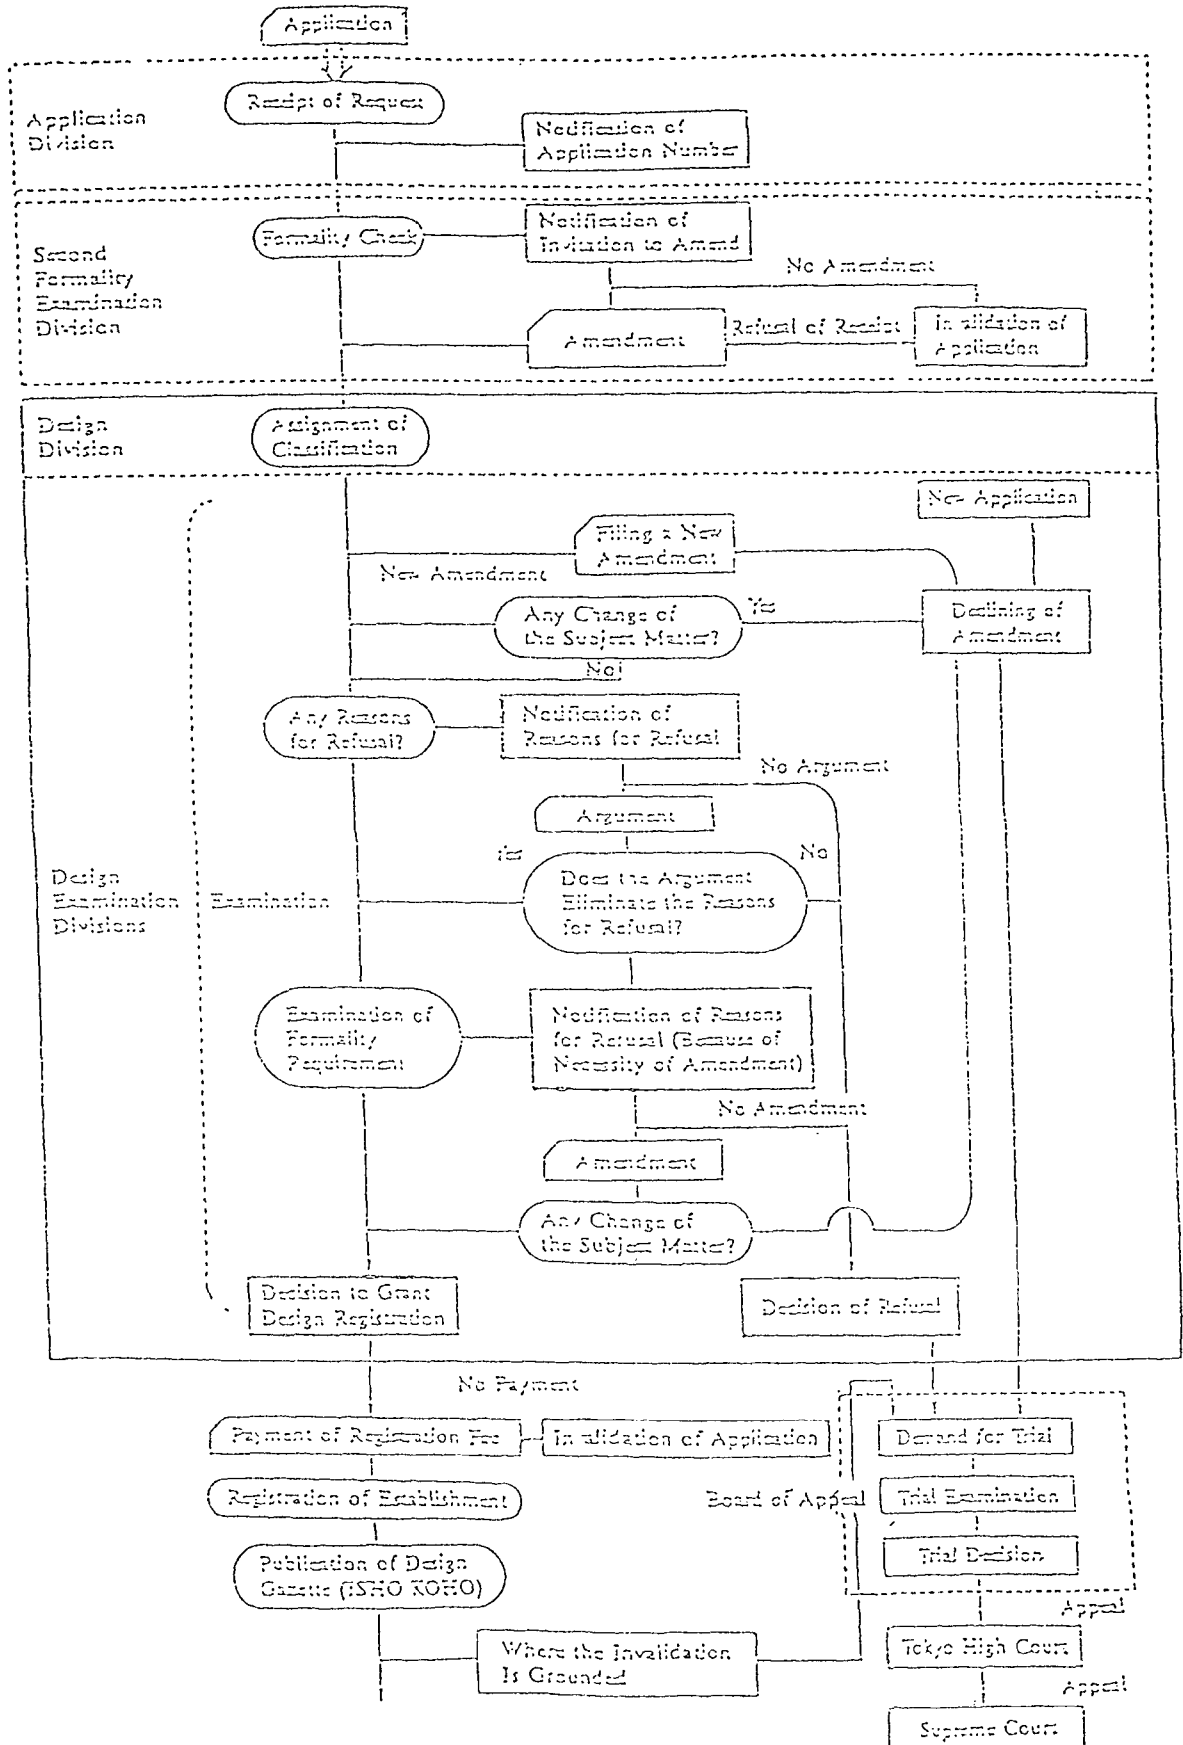 Application
Receipt of Request
Application
Division
Notification of
Application Number
Formality Check
Notification of
Invitation to Amend
Second
Formality
Examination
Division
No Amendment
Amendment
Refusal of Receipt
Invalidation of
Application
Design
Division
Assignment of
Classification
New Application
Filing a New
Amendment
New Amendment
Any Change of
the Subject Matter?
Yes
Declining of
Amendment
No
Any Reasons
for Refusal?
Notification of
Reasons for Refusal
No Argument
Argument
Yes
No
Design
Examination
Divisions
Examination
Does the Argument
Eliminate the Reasons
for Refusal?
Examination of
Formality
Requirement
Notification of Reasons
for Refusal (Because of
Necessity of Amendment)
No Amendment
Amendment
Any Change of
the Subject Matter?
Decision to Grant
Design Registration
Decision of Refusal
No Payment
Payment of Registration Fee
Invalidation of Application
Demand for Trial
Registration of Establishment
Board of Appeal
Trial Examination
Trial Decision
Publication of Design
Gazette (ISHO KOHO)
Appeal
Tokyo High Court
Where the Invalidation
Is Grounded
Appeal
Supreme Court